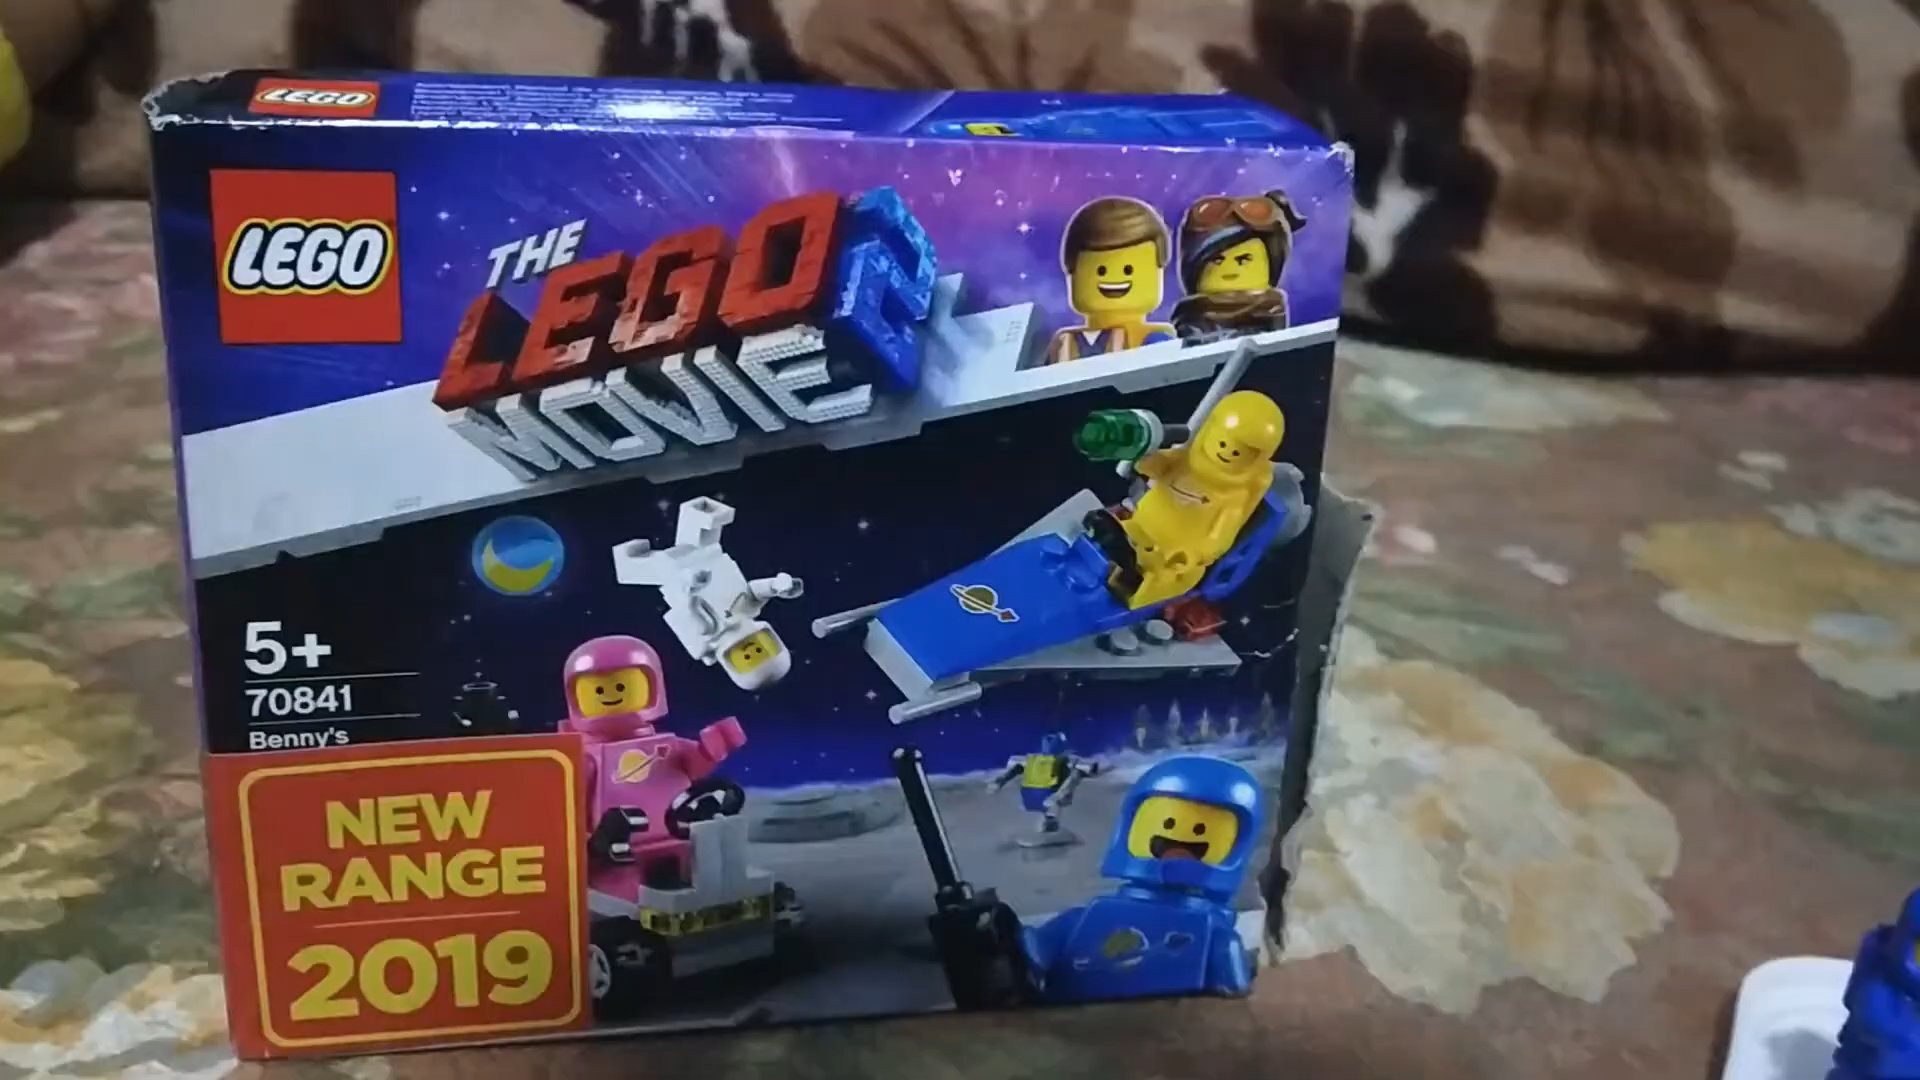 LEGO
LEGO
THE
LEGO 2
MOVIE
5+
70841
Benny's
NEW
RANGE
2019